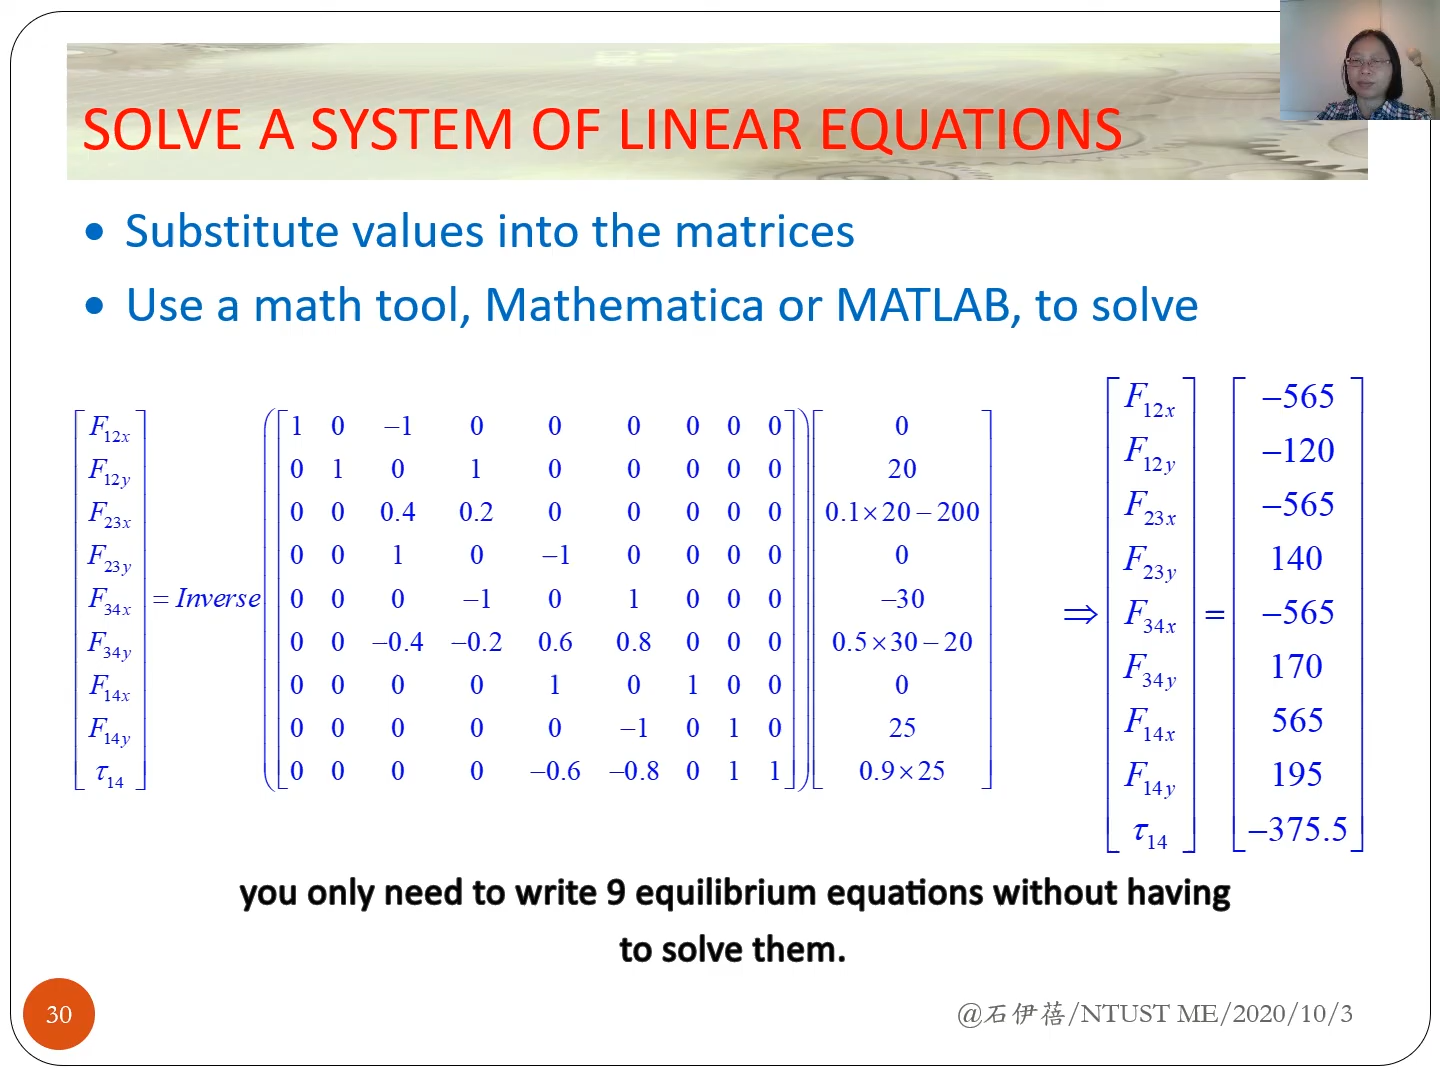 SOLVE A SYSTEM OF LINEAR EQUATIONS
• Substitute values into the matrices
• Use a math tool, Mathematica or MATLAB, to solve
[F12x F12y F23x F23y F34x F34y F14x F14y τ14] = Inverse
1 0 −1 0 0 0 0 0 0
0 1 0 1 0 0 0 0 0
0 0 0.4 0.2 0 0 0 0 0
0 0 1 0 −1 0 0 0 0
0 0 0 −1 0 1 0 0 0
0 0 −0.4 −0.2 0.6 0.8 0 0 0
0 0 0 0 1 0 1 0 0
0 0 0 0 0 −1 0 1 0
0 0 0 0 −0.6 −0.8 0 1 1
0
20
0.1×20−200
0
−30
0.5×30−20
0
25
0.9×25
⇒
F12x −565
F12y −120
F23x −565
F23y 140
F34x = −565
F34y 170
F14x 565
F14y 195
τ14 −375.5
you only need to write 9 equilibrium equations without having
to solve them.
30
@石伊蓓/NTUST ME/2020/10/3